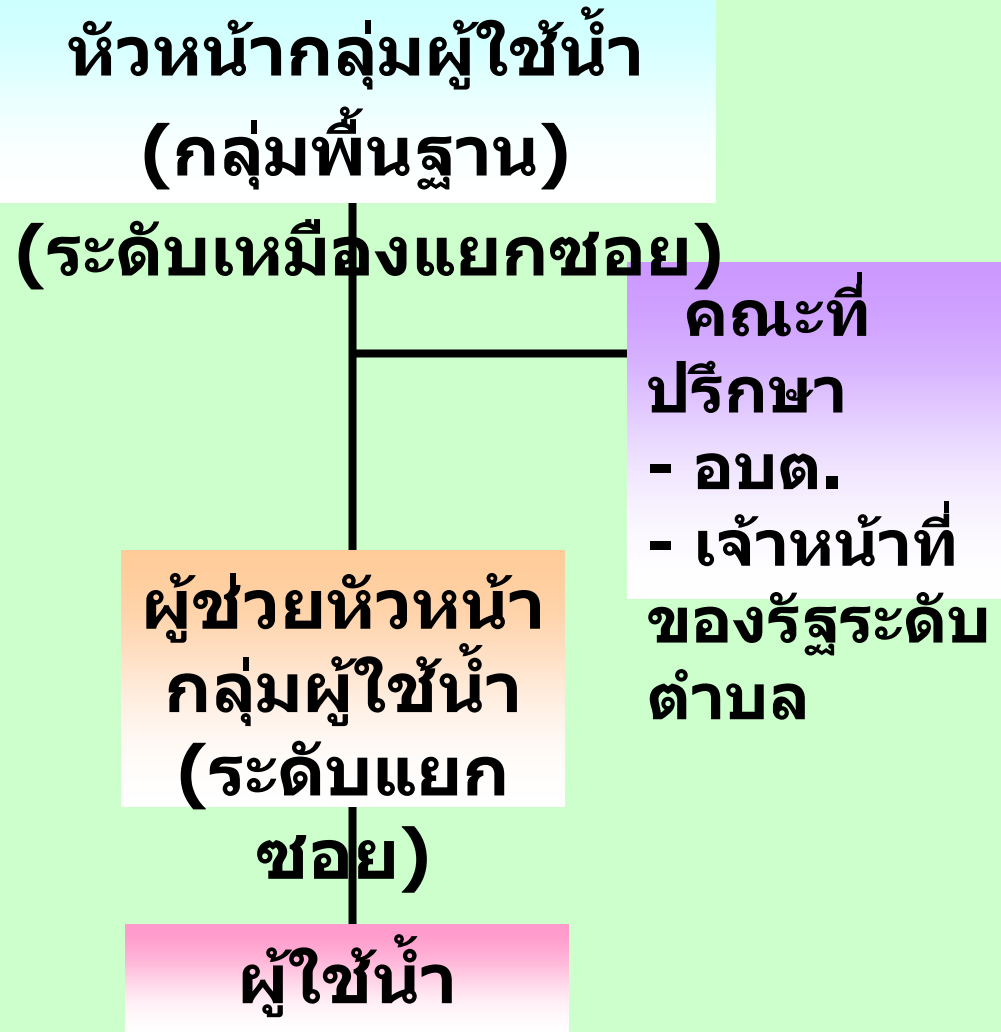 หัวหน้ากลุ่มผู้ใช้น้ำ
(กลุ่มพื้นฐาน)
(ระดับเหมืองแยกซอย)
คณะที่
ปรึกษา
- อบต.
- เจ้าหน้าที่
ของรัฐระดับ
ตำบล
ผู้ช่วยหัวหน้า
กลุ่มผู้ใช้น้ำ
(ระดับแยก
ซอย)
ผู้ใช้น้ำ